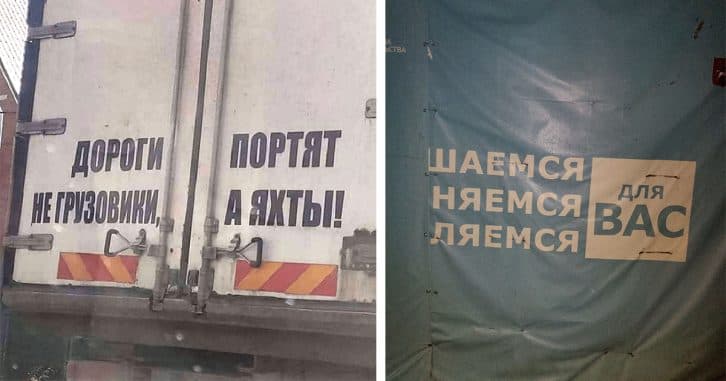 ДОРОГИ ПОРТЯТ
НЕ ГРУЗОВИКИ, А ЯХТЫ!
ШАЕМСЯ
НЯЕМСЯ
ЛЯЕМСЯ
ДЛЯ
ВАС